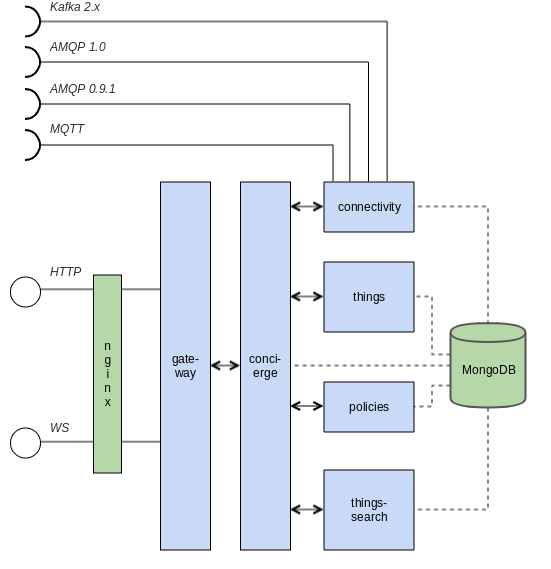 Kafka 2.x
AMQP 1.0
AMQP 0.9.1
MQTT
connectivity
HTTP
things
n
g
i
n
x
gate-
way
conci-
erge
MongoDB
policies
WS
things-
search